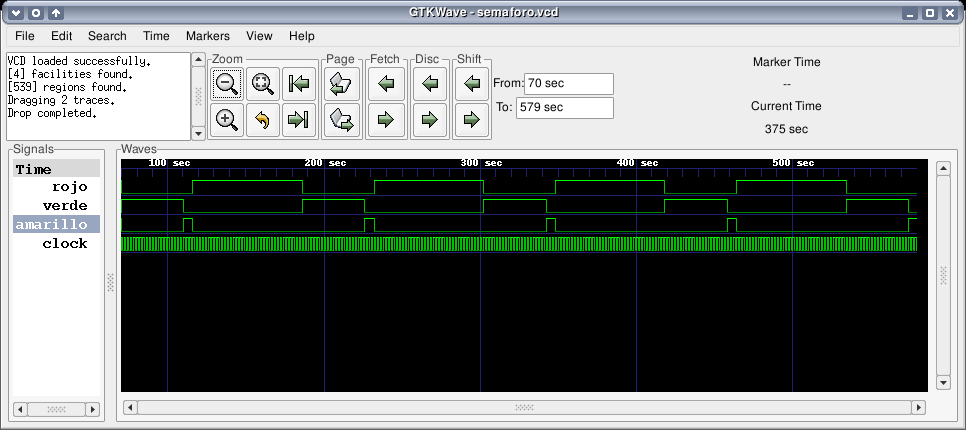 GTKWave - semaforo.vcd
File Edit Search Time Markers View Help
VCD loaded successfully.
[4] facilities found.
[539] regions found.
Dragging 2 traces.
Drop completed.
Zoom
Page
Fetch
Disc
Shift
From: 70 sec
To: 579 sec
Marker Time
--
Current Time
375 sec
Signals
Time
rojo
verde
amarillo
clock
Waves
100 sec 200 sec 300 sec 400 sec 500 sec